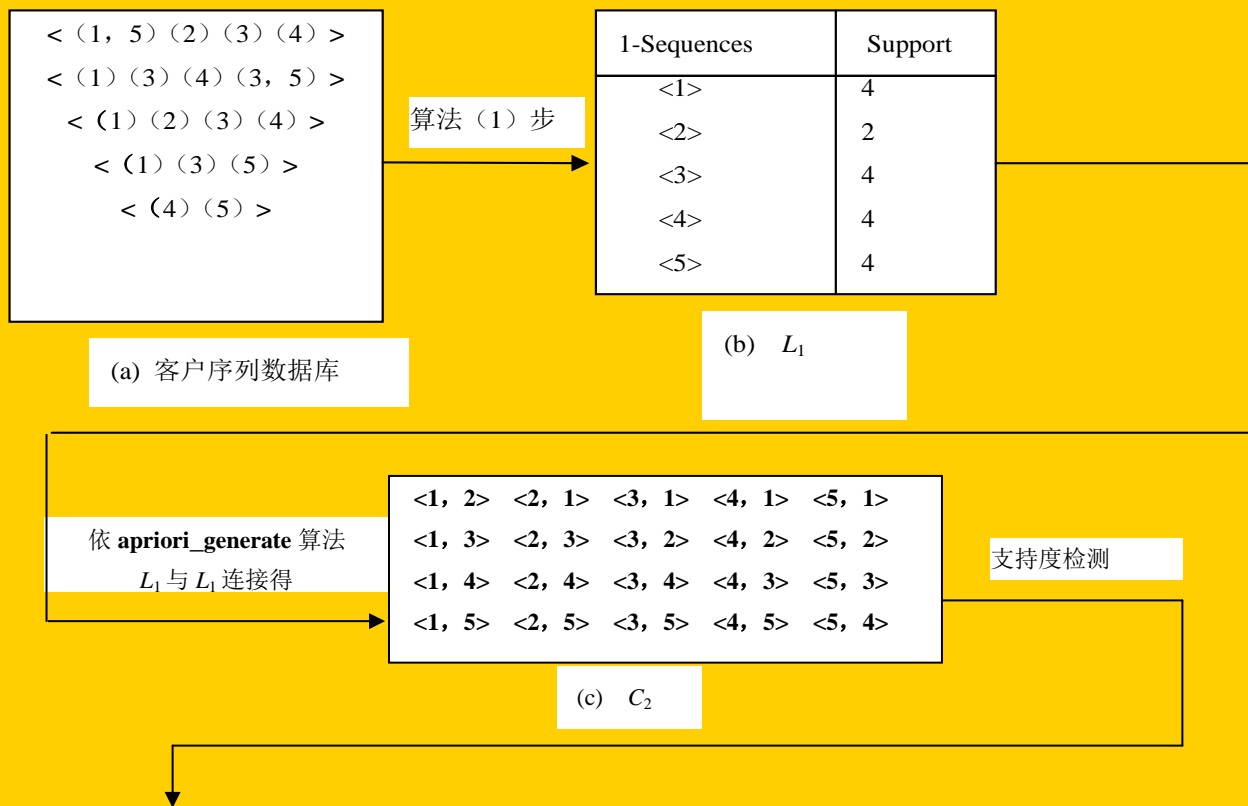 <（1，5）（2）（3）（4）>
<（1）（3）（4）（3，5）>
<（1）（2）（3）（4）>
<（1）（3）（5）>
<（4）（5）>
(a) 客户序列数据库
算法（1）步
1-Sequences Support
<1> 4
<2> 2
<3> 4
<4> 4
<5> 4
(b) L1
依 apriori_generate 算法
L1 与 L1 连接得
<1，2> <2，1> <3，1> <4，1> <5，1>
<1，3> <2，3> <3，2> <4，2> <5，2>
<1，4> <2，4> <3，4> <4，3> <5，3>
<1，5> <2，5> <3，5> <4，5> <5，4>
(c) C2
支持度检测